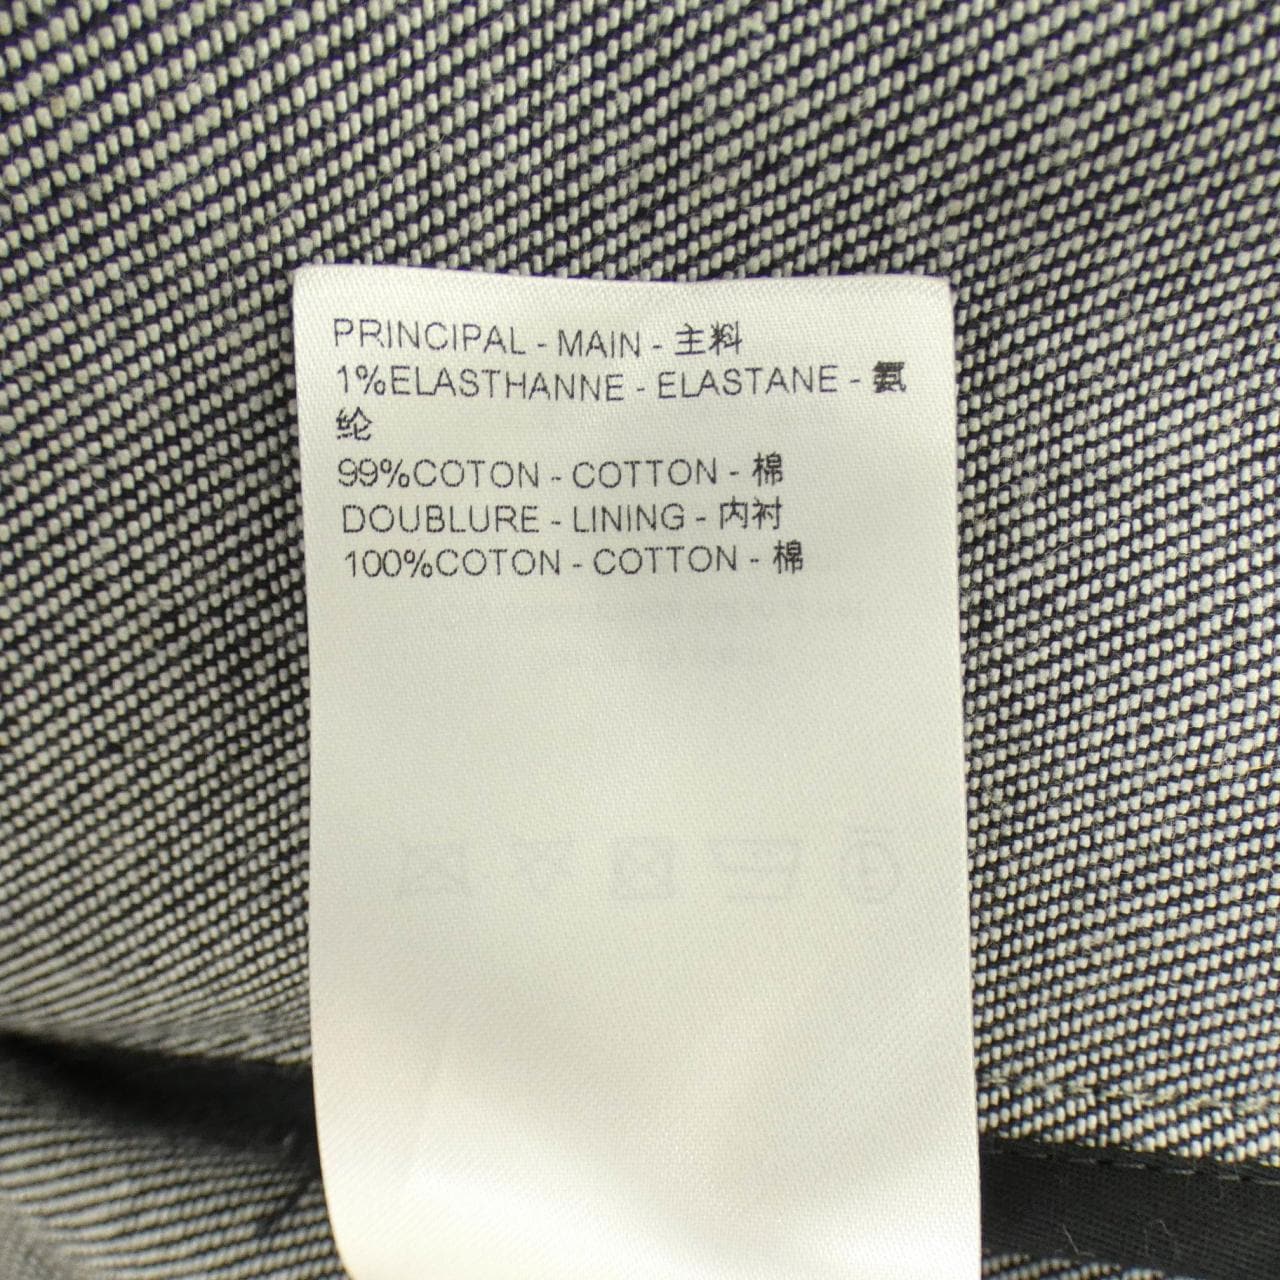 PRINCIPAL - MAIN - 主料
1%ELASTHANNE - ELASTANE - 氨
纶
99%COTON - COTTON - 棉
DOUBLURE - LINING - 内衬
100%COTON - COTTON - 棉